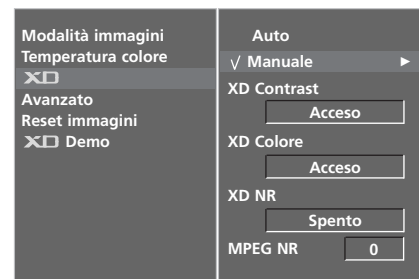 Modalità immagini
Temperatura colore
XD
Avanzato
Reset immagini
XD Demo
Auto
√ Manuale ►
XD Contrast
Acceso
XD Colore
Acceso
XD NR
Spento
MPEG NR 0